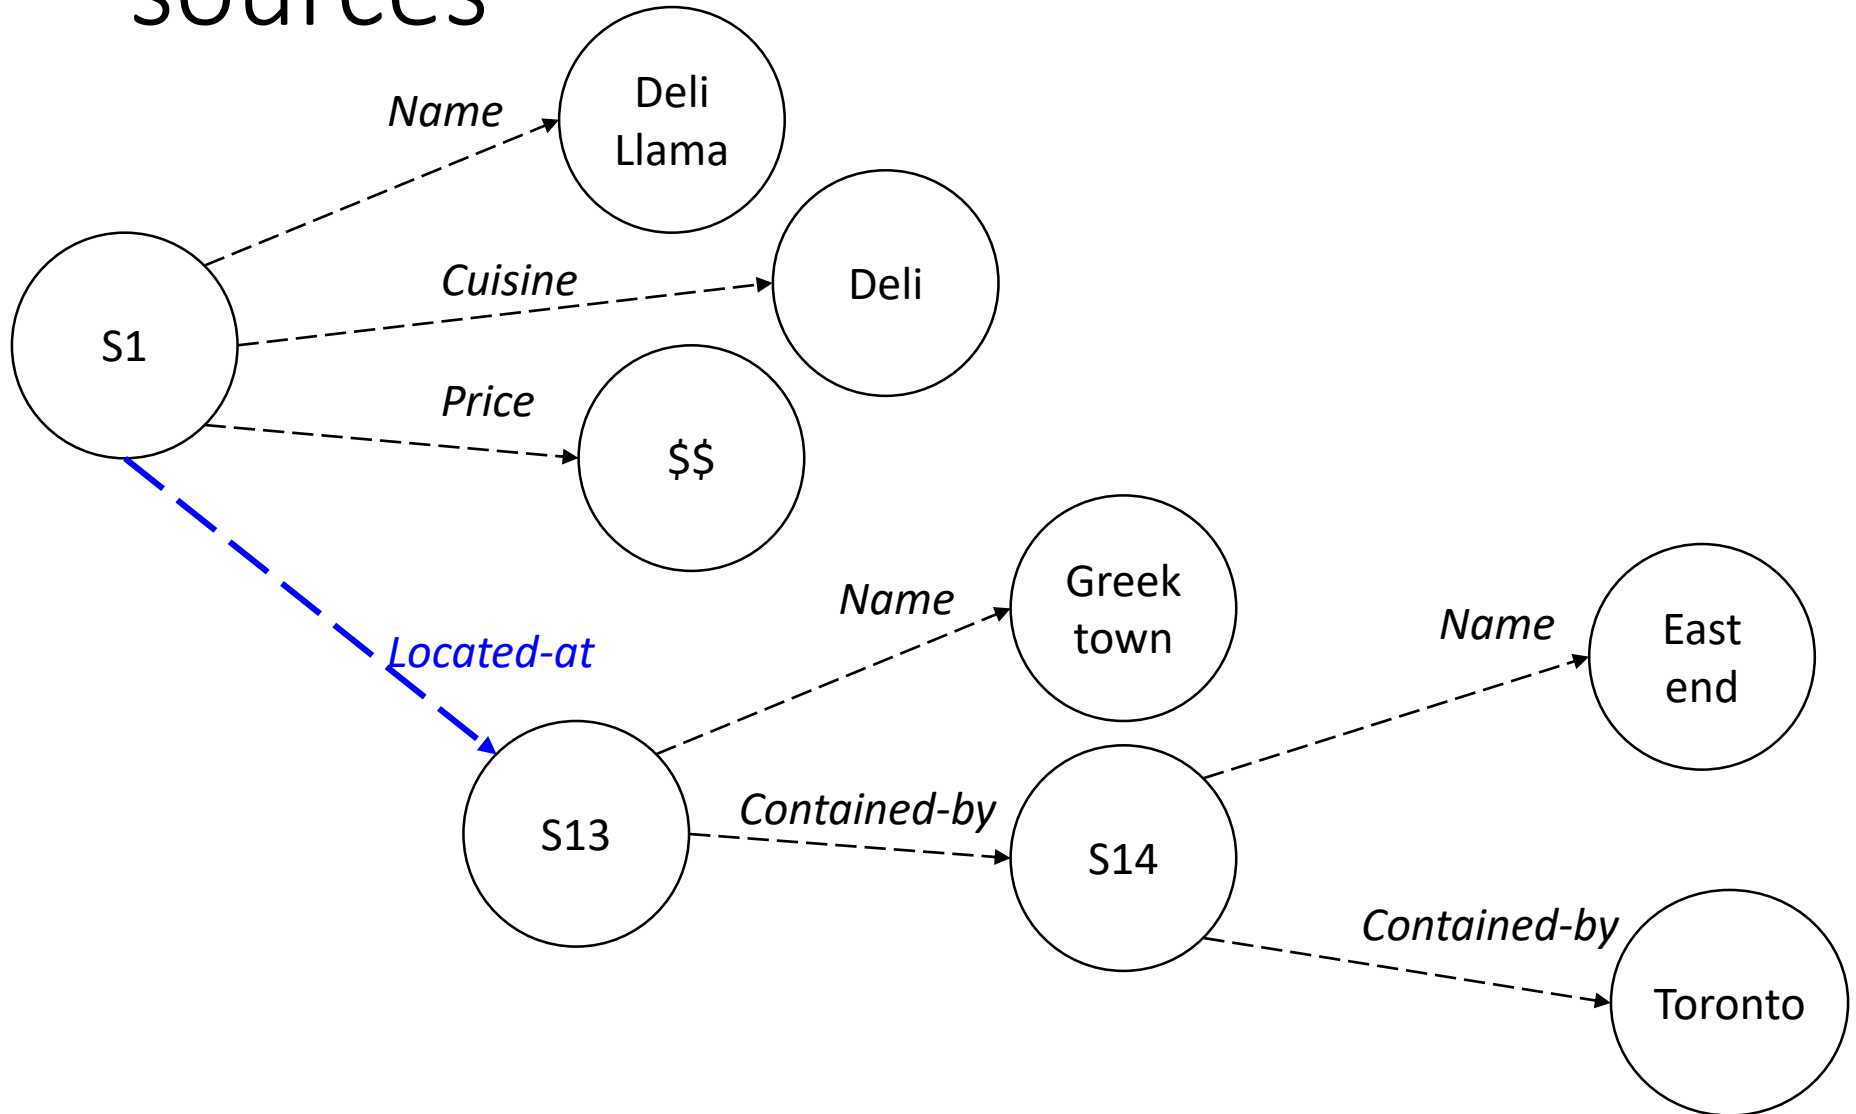 sources
Name
Deli
Llama
Cuisine
Deli
S1
Price
$$
Located-at
Name
Greek
town
Name
East
end
S13
Contained-by
S14
Contained-by
Toronto